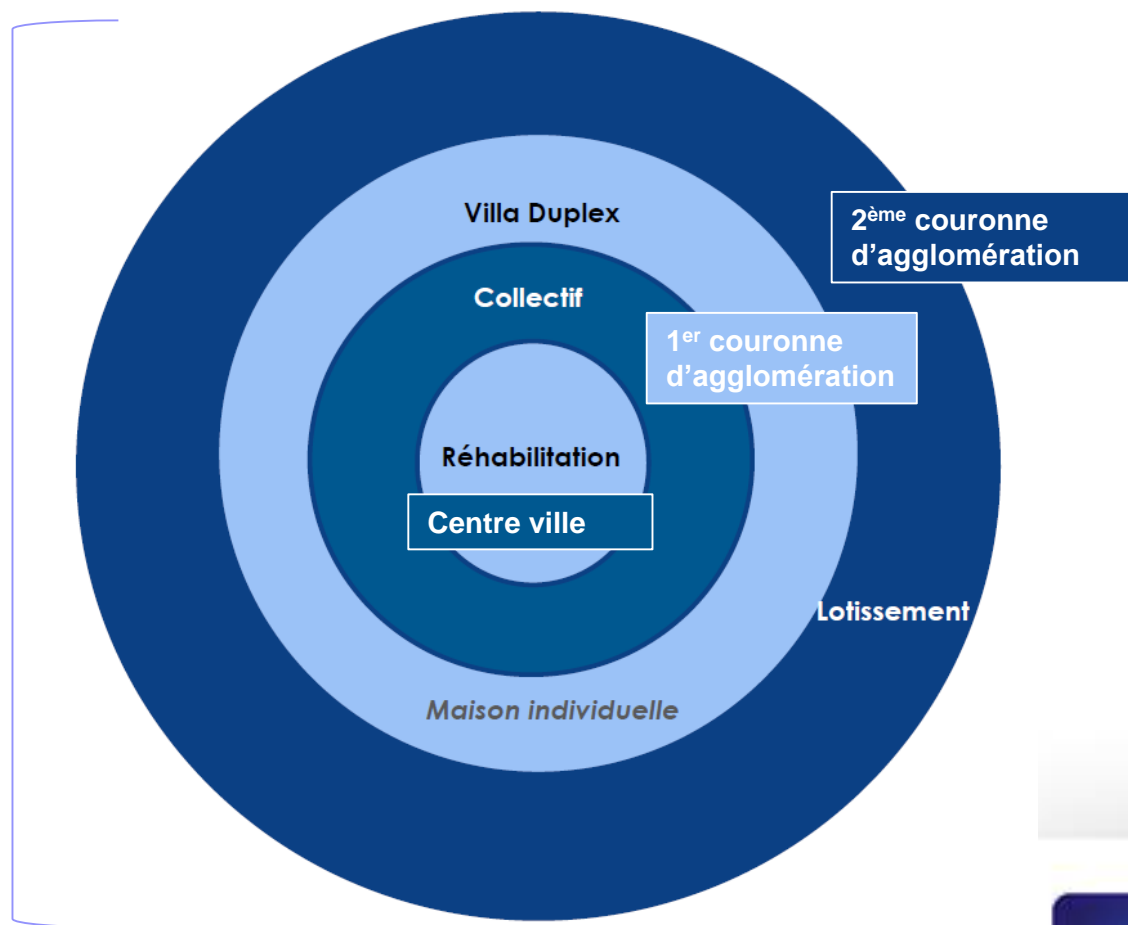 Villa Duplex
2ème couronne
d'agglomération
Collectif
1er couronne
d'agglomération
Réhabilitation
Centre ville
Lotissement
Maison individuelle